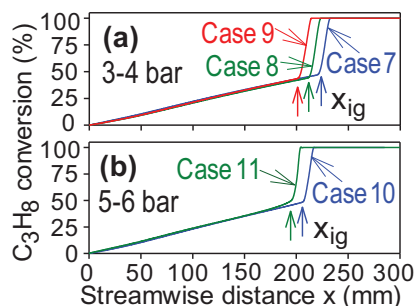 C₃H₈ conversion (%)
100
75
50
25
0
(a)
3-4 bar
Case 9
Case 8
Case 7
x_ig
100
75
50
25
0
(b)
5-6 bar
Case 11
Case 10
x_ig
0 50 100 150 200 250 300
Streamwise distance x (mm)